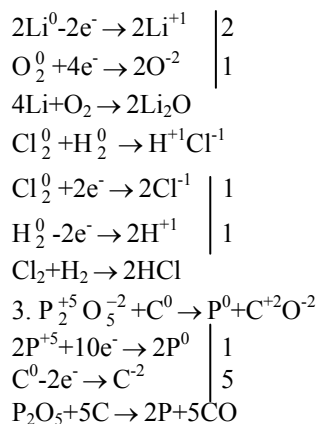 2Li⁰-2e⁻→2Li⁺¹ | 2
O₂⁰+4e⁻→2O⁻² | 1
4Li+O₂→2Li₂O
Cl₂⁰+H₂⁰→H⁺¹Cl⁻¹
Cl₂⁰+2e⁻→2Cl⁻¹ | 1
H₂⁰-2e⁻→2H⁺¹ | 1
Cl₂+H₂→2HCl
3. P₂⁺⁵O₅⁻²+C⁰→P⁰+C⁺²O⁻²
2P⁺⁵+10e⁻→2P⁰ | 1
C⁰-2e⁻→C⁻² | 5
P₂O₅+5C→2P+5CO